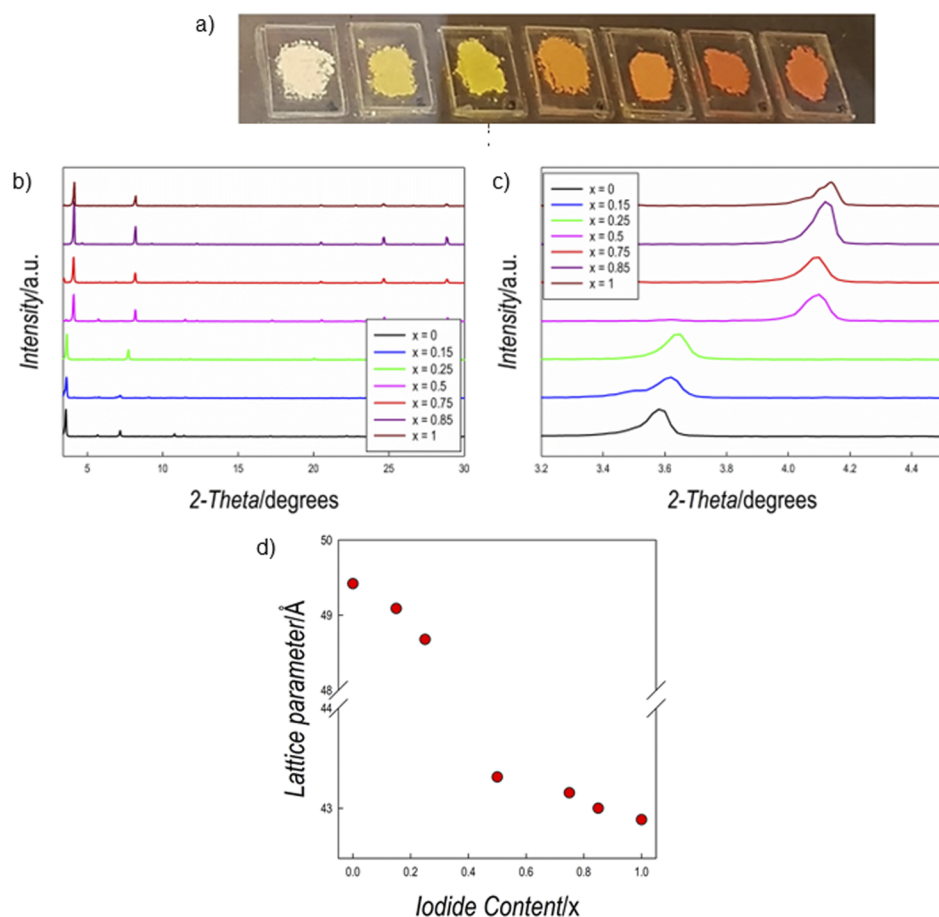 a)
b)
Intensity/a.u.
x = 0
x = 0.15
x = 0.25
x = 0.5
x = 0.75
x = 0.85
x = 1
5
10
15
20
25
30
2-Theta/degrees
c)
Intensity/a.u.
x = 0
x = 0.15
x = 0.25
x = 0.5
x = 0.75
x = 0.85
x = 1
3.2
3.4
3.6
3.8
4.0
4.2
4.4
2-Theta/degrees
d)
Lattice parameter/Å
50
49
48
44
43
0.0
0.2
0.4
0.6
0.8
1.0
Iodide Content/x